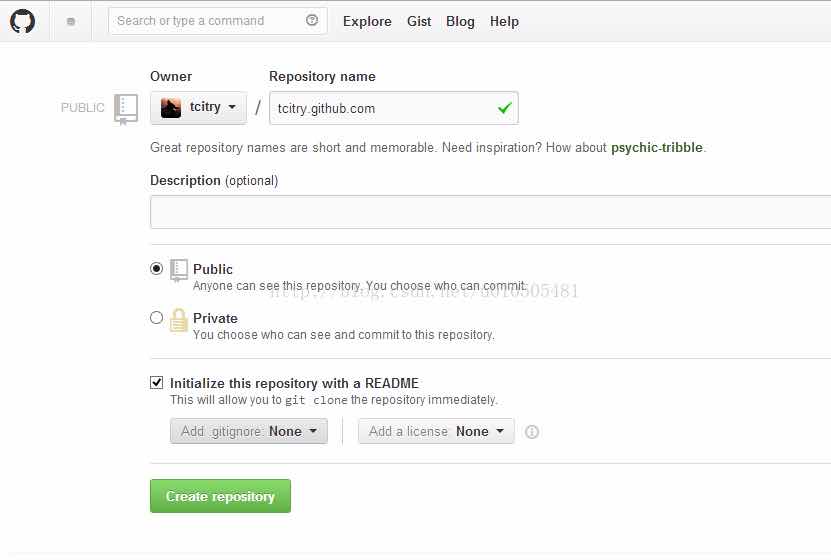 Search or type a command
Explore Gist Blog Help
Owner Repository name
PUBLIC tcitry / tcitry.github.com
Great repository names are short and memorable. Need inspiration? How about psychic-tribble.
Description (optional)
Public
Anyone can see this repository. You choose who can commit.
http://blog.csdn.net/u010505481
Private
You choose who can see and commit to this repository.
Initialize this repository with a README
This will allow you to git clone the repository immediately.
Add .gitignore: None Add a license: None
Create repository